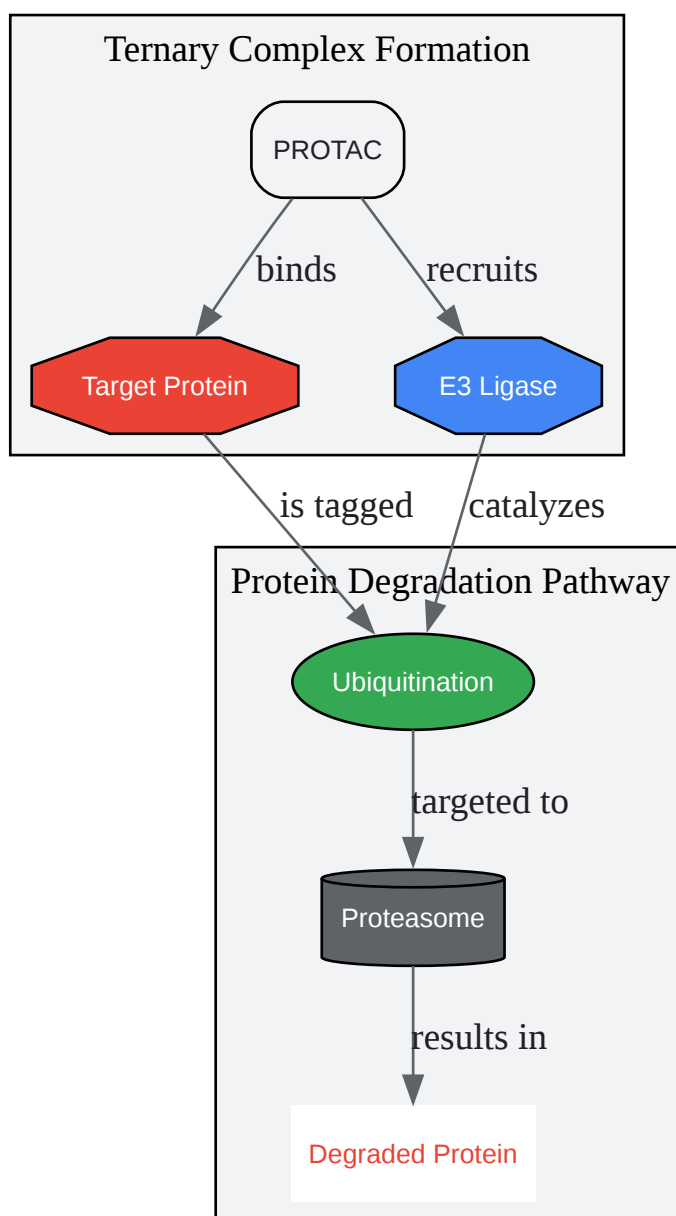 Ternary Complex Formation
PROTAC
binds
recruits
Target Protein
E3 Ligase
is tagged
catalyzes
Protein Degradation Pathway
Ubiquitination
targeted to
Proteasome
results in
Degraded Protein